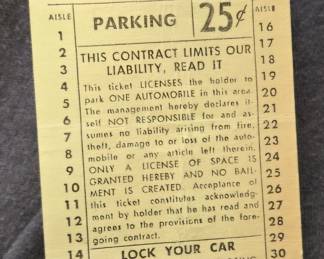 AISLE PARKING 25¢ AISLE
1 16
2 THIS CONTRACT LIMITS OUR 17
3 LIABILITY, READ IT 18
4 This ticket LICENSES the holder to 19
5 park ONE AUTOMOBILE in this area. 20
6 The management hereby declares it- 21
7 self NOT RESPONSIBLE for and as- 22
8 sumes no liability arising from fire, 23
theft, damage to or loss of the auto-
9 mobile or any article left therein. 24
10 ONLY A LICENSE OF SPACE IS 25
GRANTED HEREBY AND NO BAIL-
11 MENT IS CREATED. Acceptance of 26
12 this ticket constitutes acknowledg- 27
ment by holder that he has read and
13 agrees to the provisions of the fore- 28
going contract. 29
14 LOCK YOUR CAR 30